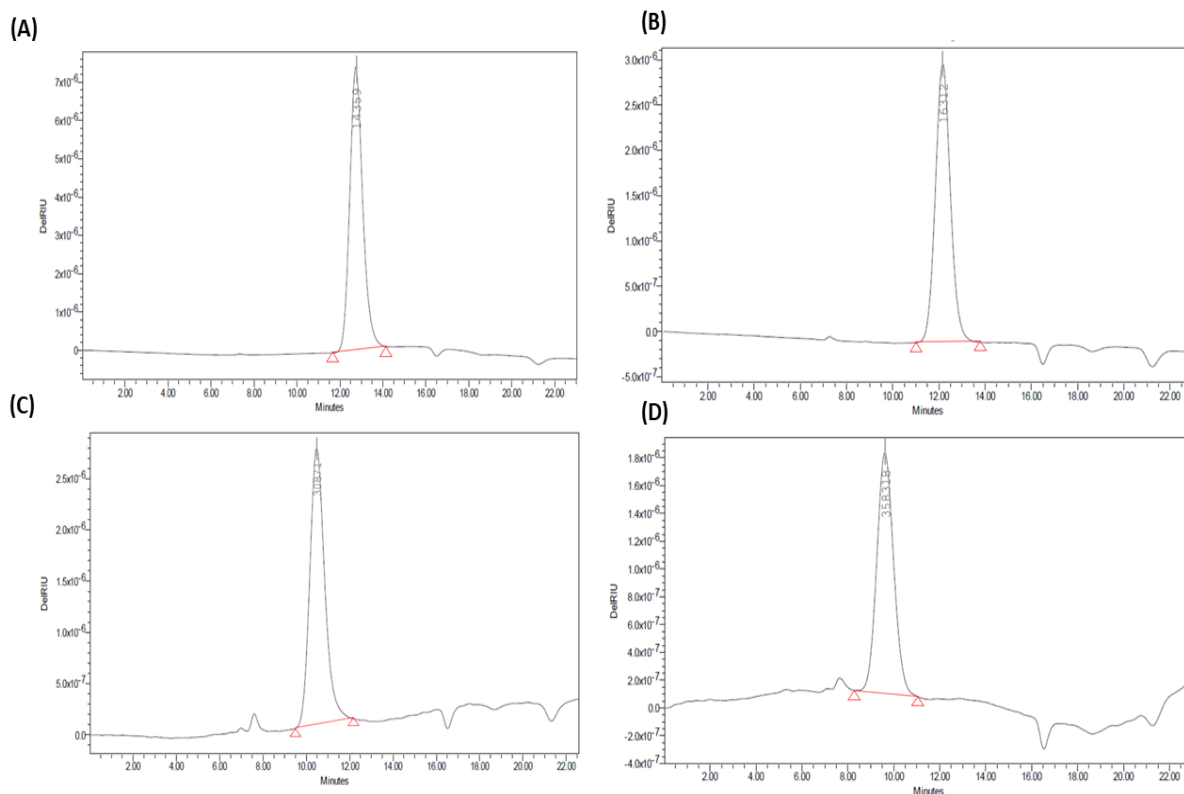 (A)
7x10-6
6x10-6
5x10-6
4x10-6
3x10-6
2x10-6
1x10-6
0
DelRIU
14359
2.00 4.00 6.00 8.00 10.00 12.00 14.00 16.00 18.00 20.00 22.00
Minutes
(B)
3.0x10-6
2.5x10-6
2.0x10-6
1.5x10-6
1.0x10-6
5.0x10-7
0.0
-5.0x10-7
DelRIU
16312
2.00 4.00 6.00 8.00 10.00 12.00 14.00 16.00 18.00 20.00 22.00
Minutes
(C)
2.5x10-6
2.0x10-6
1.5x10-6
1.0x10-6
5.0x10-7
0.0
DelRIU
30871
2.00 4.00 6.00 8.00 10.00 12.00 14.00 16.00 18.00 20.00 22.00
Minutes
(D)
1.8x10-6
1.6x10-6
1.4x10-6
1.2x10-6
1.0x10-6
8.0x10-7
6.0x10-7
4.0x10-7
2.0x10-7
0.0
-2.0x10-7
-4.0x10-7
DelRIU
358318
2.00 4.00 6.00 8.00 10.00 12.00 14.00 16.00 18.00 20.00 22.00
Minutes